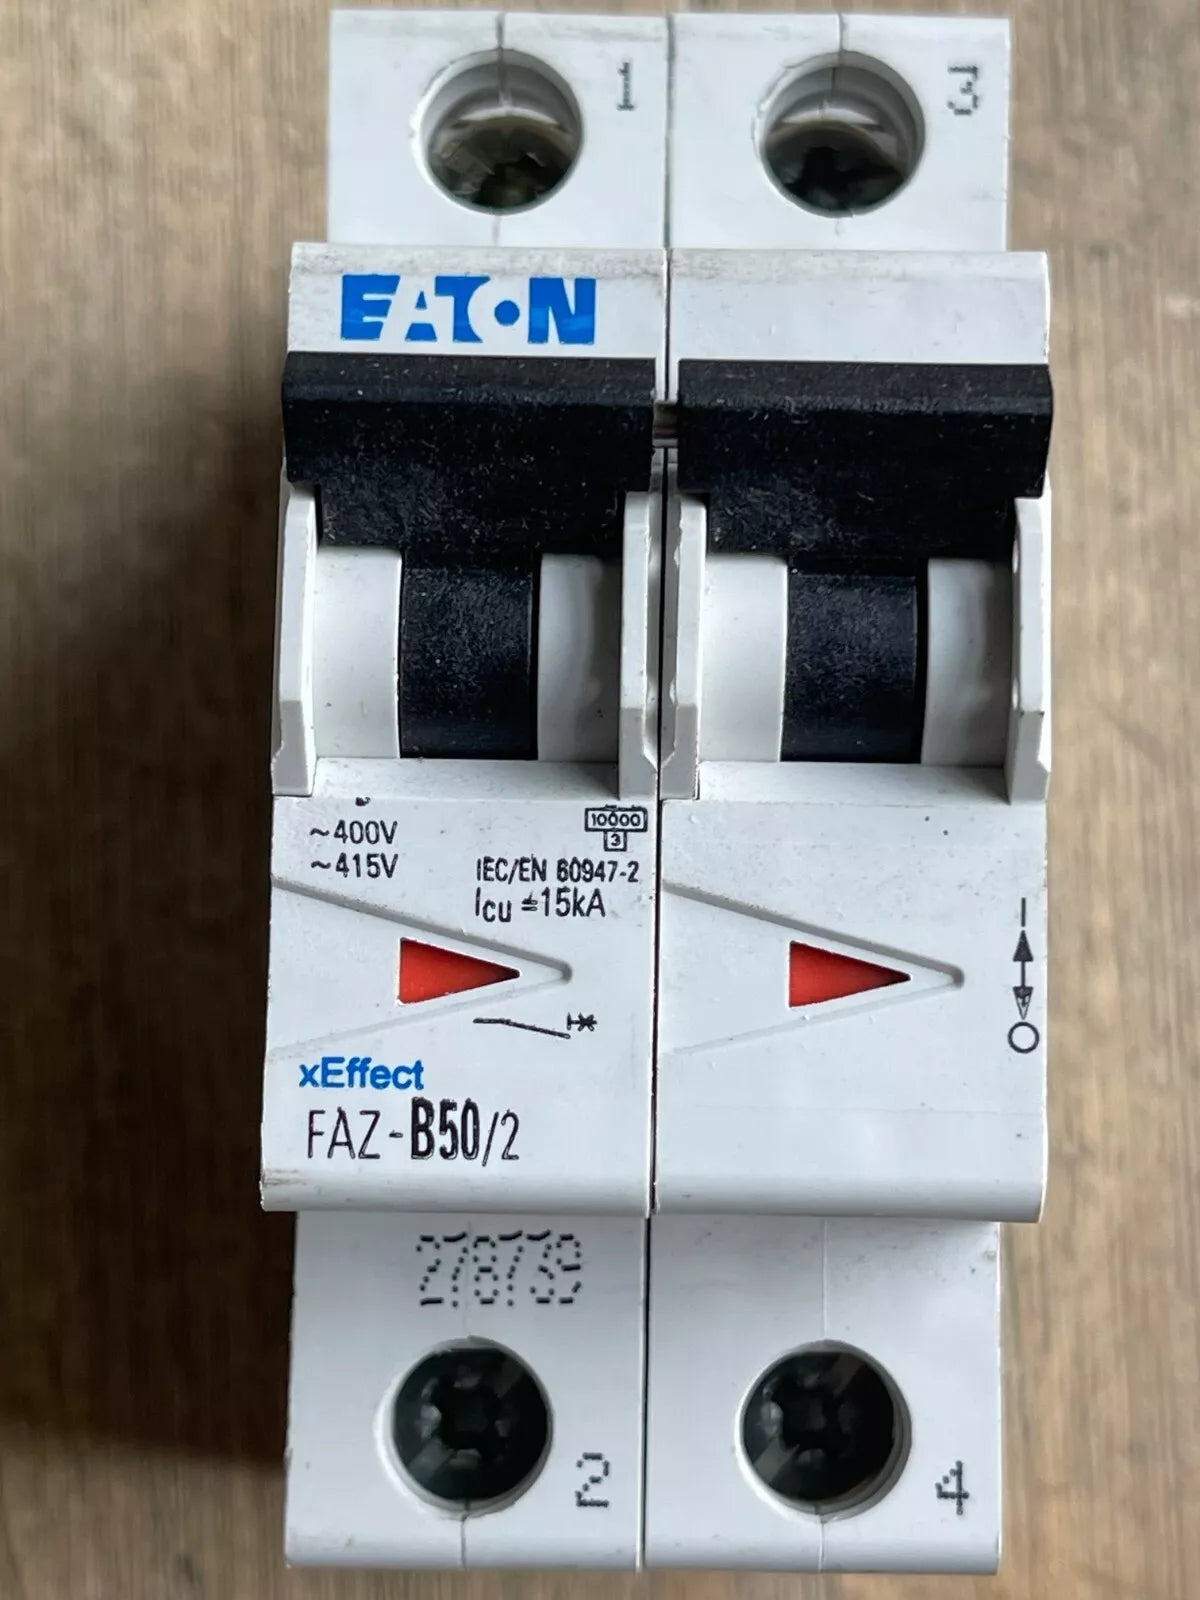 1
3
EATON
~400V
~415V
10000
3
IEC/EN 60947-2
Icu = 15kA
I
O
xEffect
FAZ-B50/2
278739
2
4